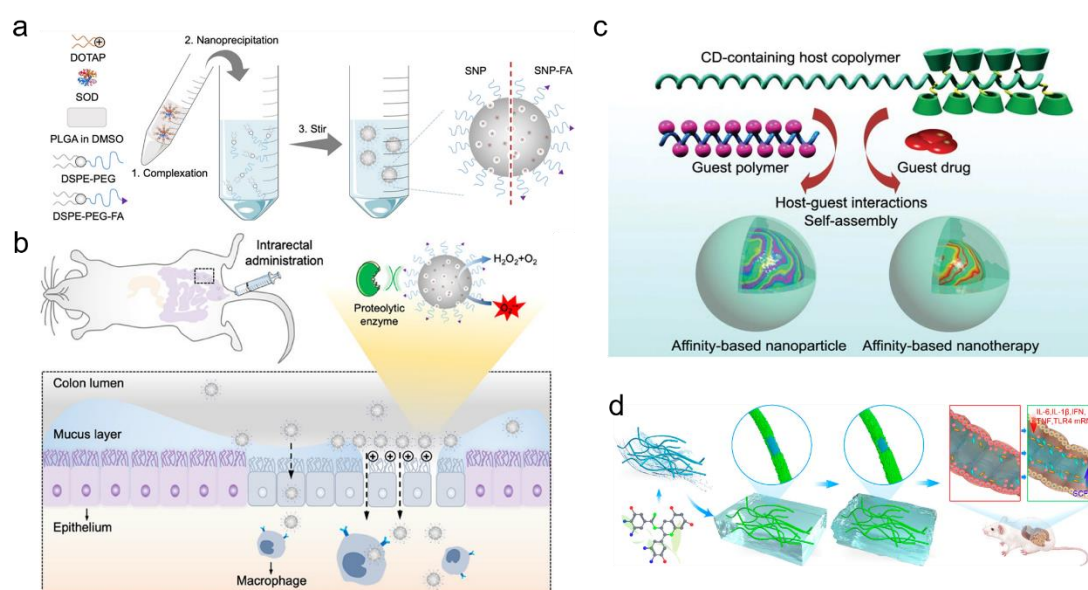 a
DOTAP
SOD
PLGA in DMSO
DSPE-PEG
DSPE-PEG-FA
1. Complexation
2. Nanoprecipitation
3. Stir
SNP
SNP-FA
b
Intrarectal
administration
Proteolytic
enzyme
H₂O₂+O₂
Colon lumen
Mucus layer
Epithelium
Macrophage
c
CD-containing host copolymer
Guest polymer
Guest drug
Host-guest interactions
Self-assembly
Affinity-based nanoparticle
Affinity-based nanotherapy
d
IL-6,IL-1β,IFN,
TNF,TLR4